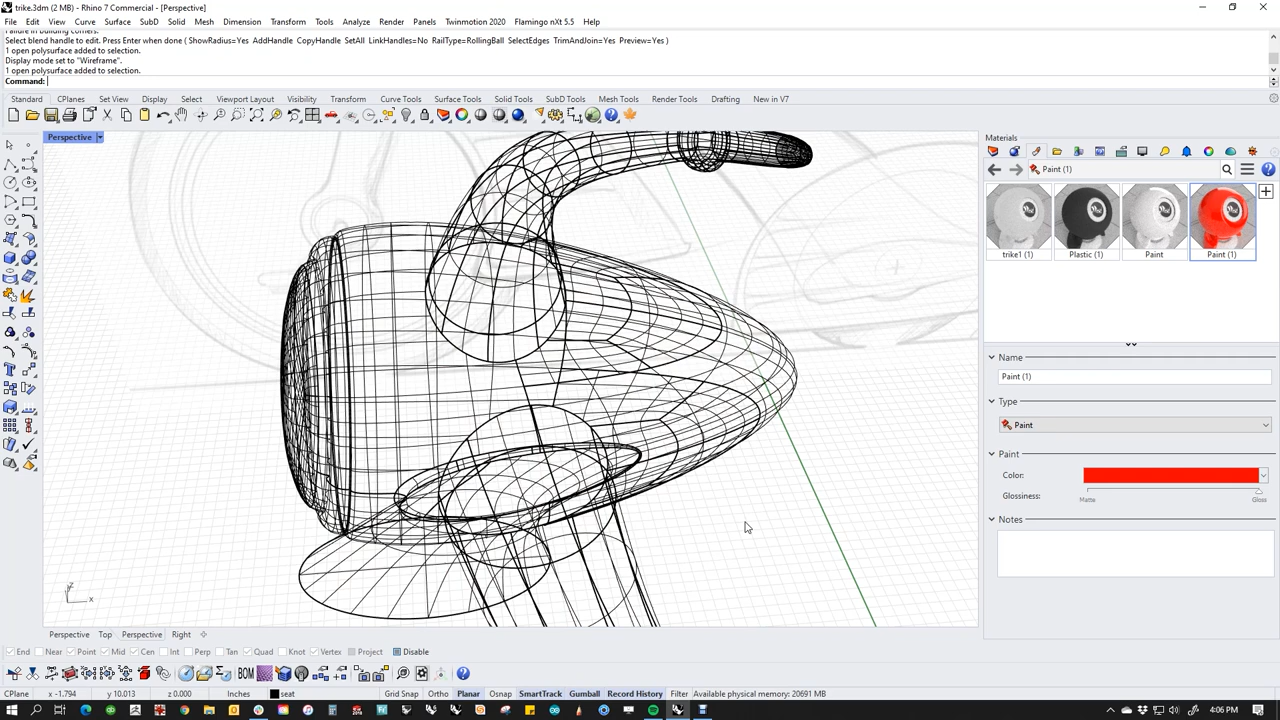 trike.3dm (2 MB) - Rhino 7 Commercial - [Perspective]
File Edit View Curve Surface SubD Solid Mesh Dimension Transform Tools Analyze Render Panels Twinmotion 2020 Flamingo nXt 5.5 Help
Failure in building corners.
Select blend handle to edit. Press Enter when done ( ShowRadius=Yes AddHandle CopyHandle SetAll LinkHandles=No RailType=RollingBall SelectEdges TrimAndJoin=Yes Preview=Yes )
1 open polysurface added to selection.
Display mode set to "Wireframe".
1 open polysurface added to selection.
Command:
Standard CPlanes Set View Display Select Viewport Layout Visibility Transform Curve Tools Surface Tools Solid Tools SubD Tools Mesh Tools Render Tools Drafting New in V7
Perspective
Materials
Paint (1)
trike1 (1) Plastic (1) Paint Paint (1)
Name
Paint (1)
Type
Paint
Paint
Color:
Glossiness:
Matte Gloss
Notes
z
x
Perspective Top Perspective Right
End Near Point Mid Cen Int Perp Tan Quad Knot Vertex Project Disable
BOM
CPlane x -1.794 y 10.013 z 0.000 Inches seat Grid Snap Ortho Planar Osnap SmartTrack Gumball Record History Filter Available physical memory: 20691 MB
4:06 PM